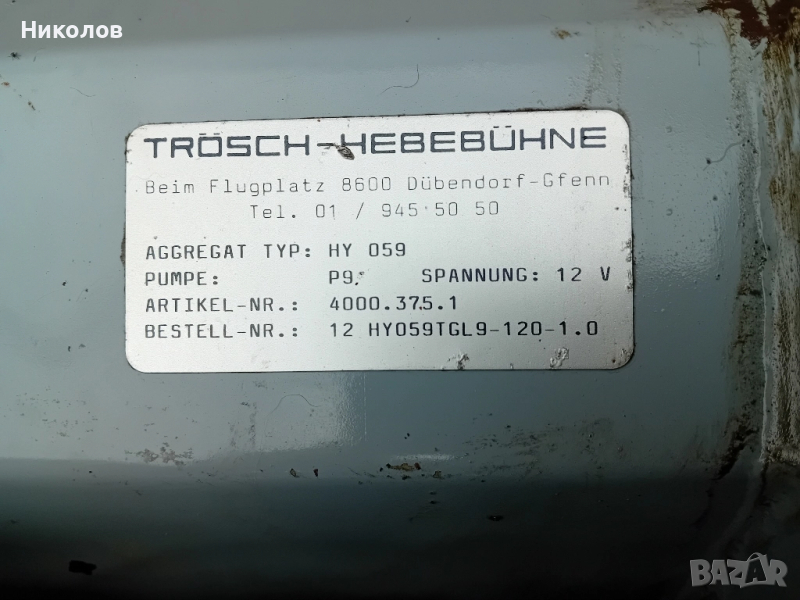 Николов
TRÖSCH-HEBEBÜHNE
Beim Flugplatz 8600 Dübendorf-Gfenn
Tel. 01 / 945 50 50
AGGREGAT TYP: HY 059
PUMPE: P9. SPANNUNG: 12 V
ARTIKEL-NR.: 4000.375.1
BESTELL-NR.: 12 HY059TGL9-120-1.0
BAZAR